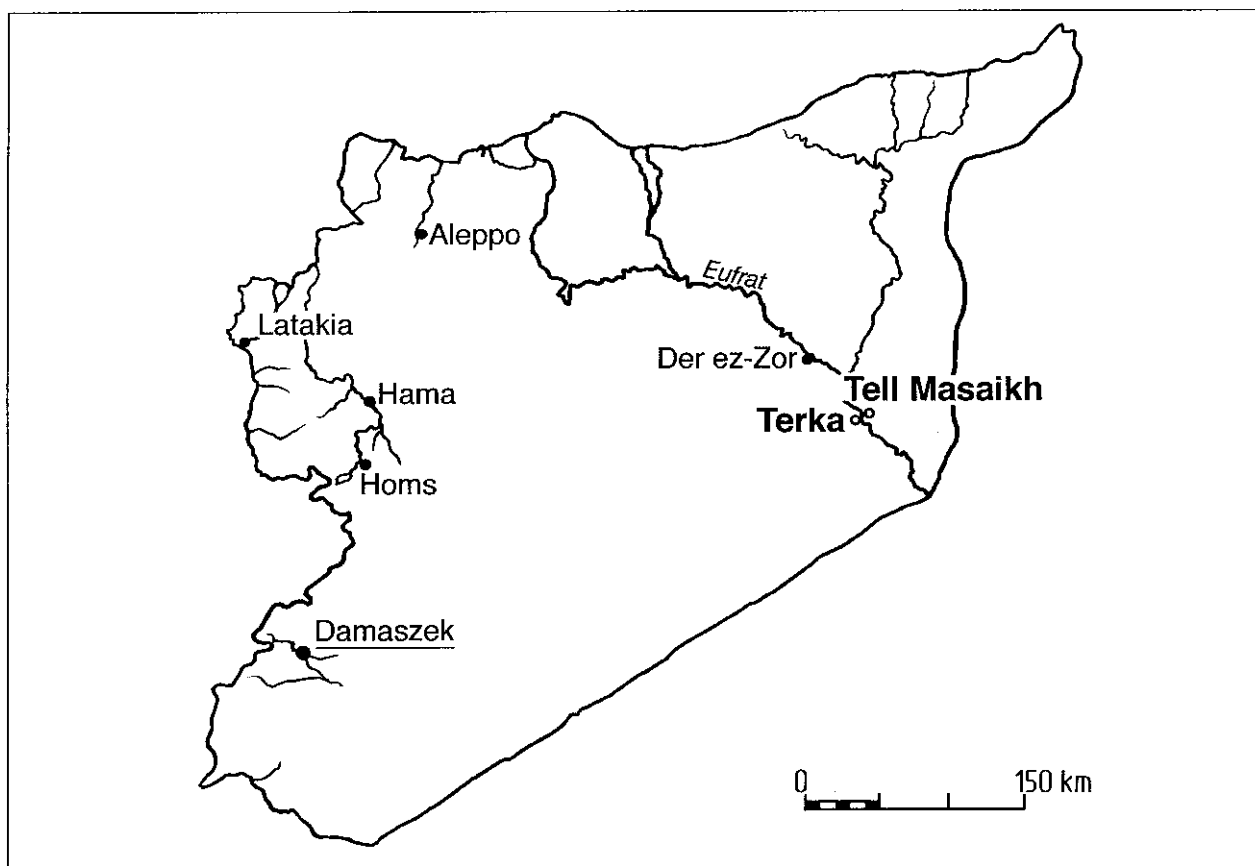 Aleppo
Eufrat
Latakia
Der ez-Zor
Tell Masaikh
Hama
Terka
Homs
Damaszek
0 150 km